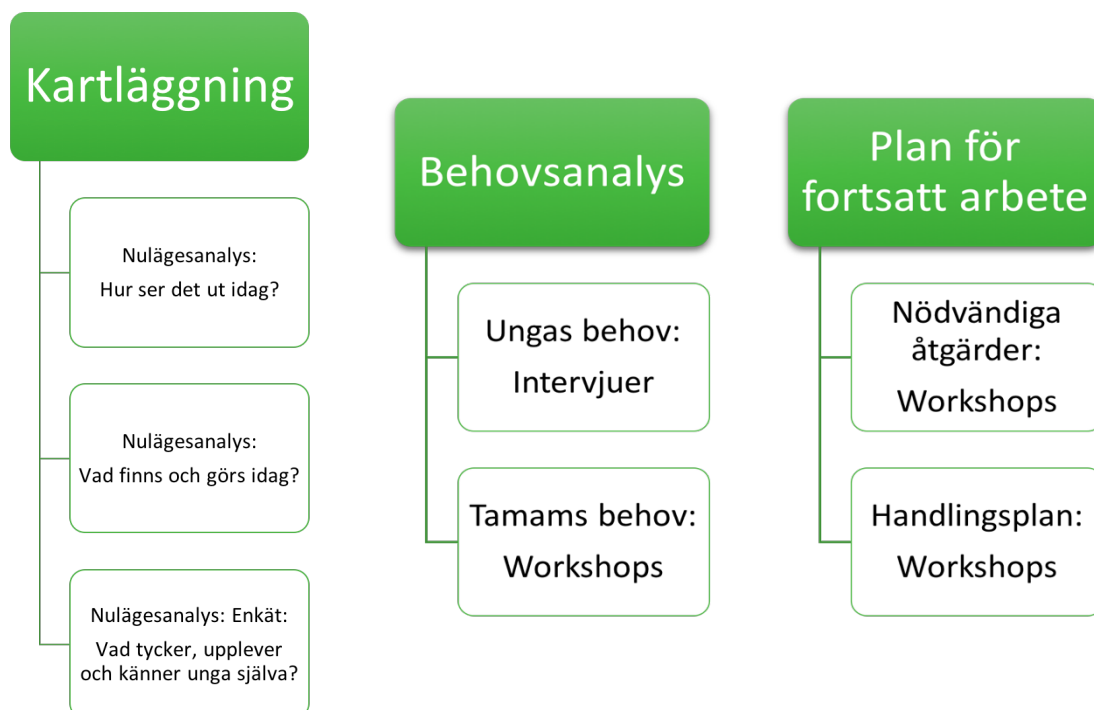 Kartläggning
Nulägesanalys:
Hur ser det ut idag?
Nulägesanalys:
Vad finns och görs idag?
Nulägesanalys: Enkät:
Vad tycker, upplever
och känner unga själva?
Behovsanalys
Ungas behov:
Intervjuer
Tamams behov:
Workshops
Plan för
fortsatt arbete
Nödvändiga
åtgärder:
Workshops
Handlingsplan:
Workshops